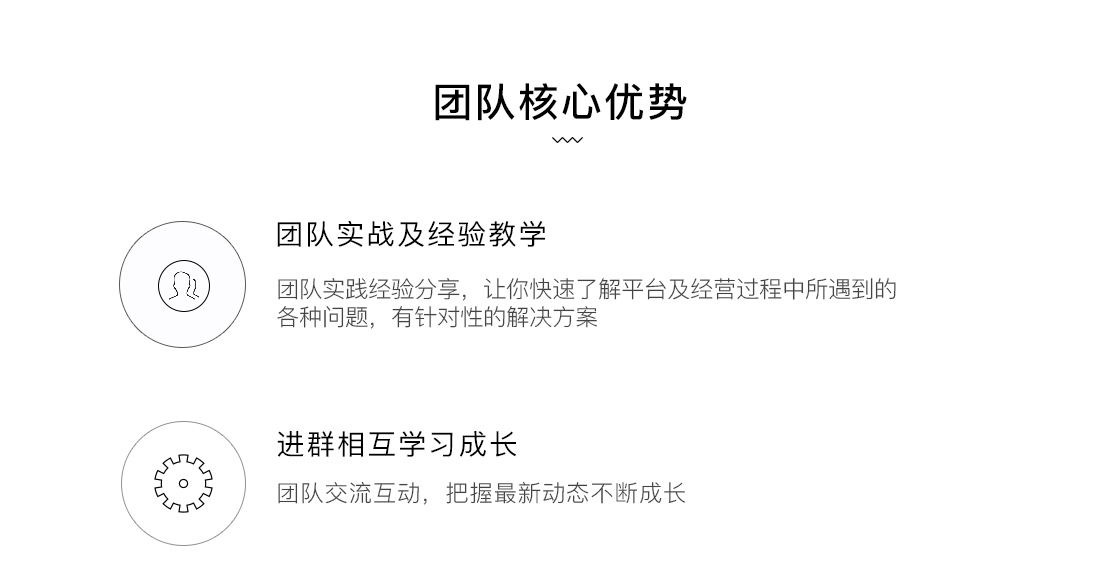 团队核心优势
团队实战及经验教学
团队实践经验分享，让你快速了解平台及经营过程中所遇到的
各种问题，有针对性的解决方案
进群相互学习成长
团队交流互动，把握最新动态不断成长